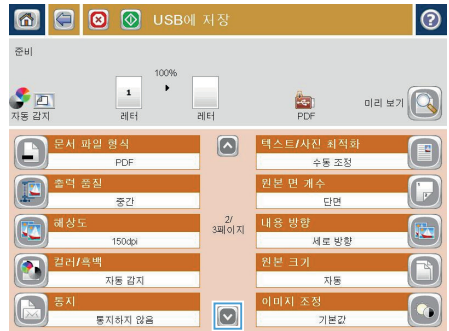 USB에 저장
준비
100%
1
자동 감지
레터
레터
PDF
미리 보기
문서 파일 형식
PDF
텍스트/사진 최적화
수동 조정
출력 품질
중간
원본 면 개수
단면
해상도
150dpi
2/
3페이지
내용 방향
세로 방향
컬러/흑백
자동 감지
원본 크기
자동
통지
통지하지 않음
이미지 조정
기본값